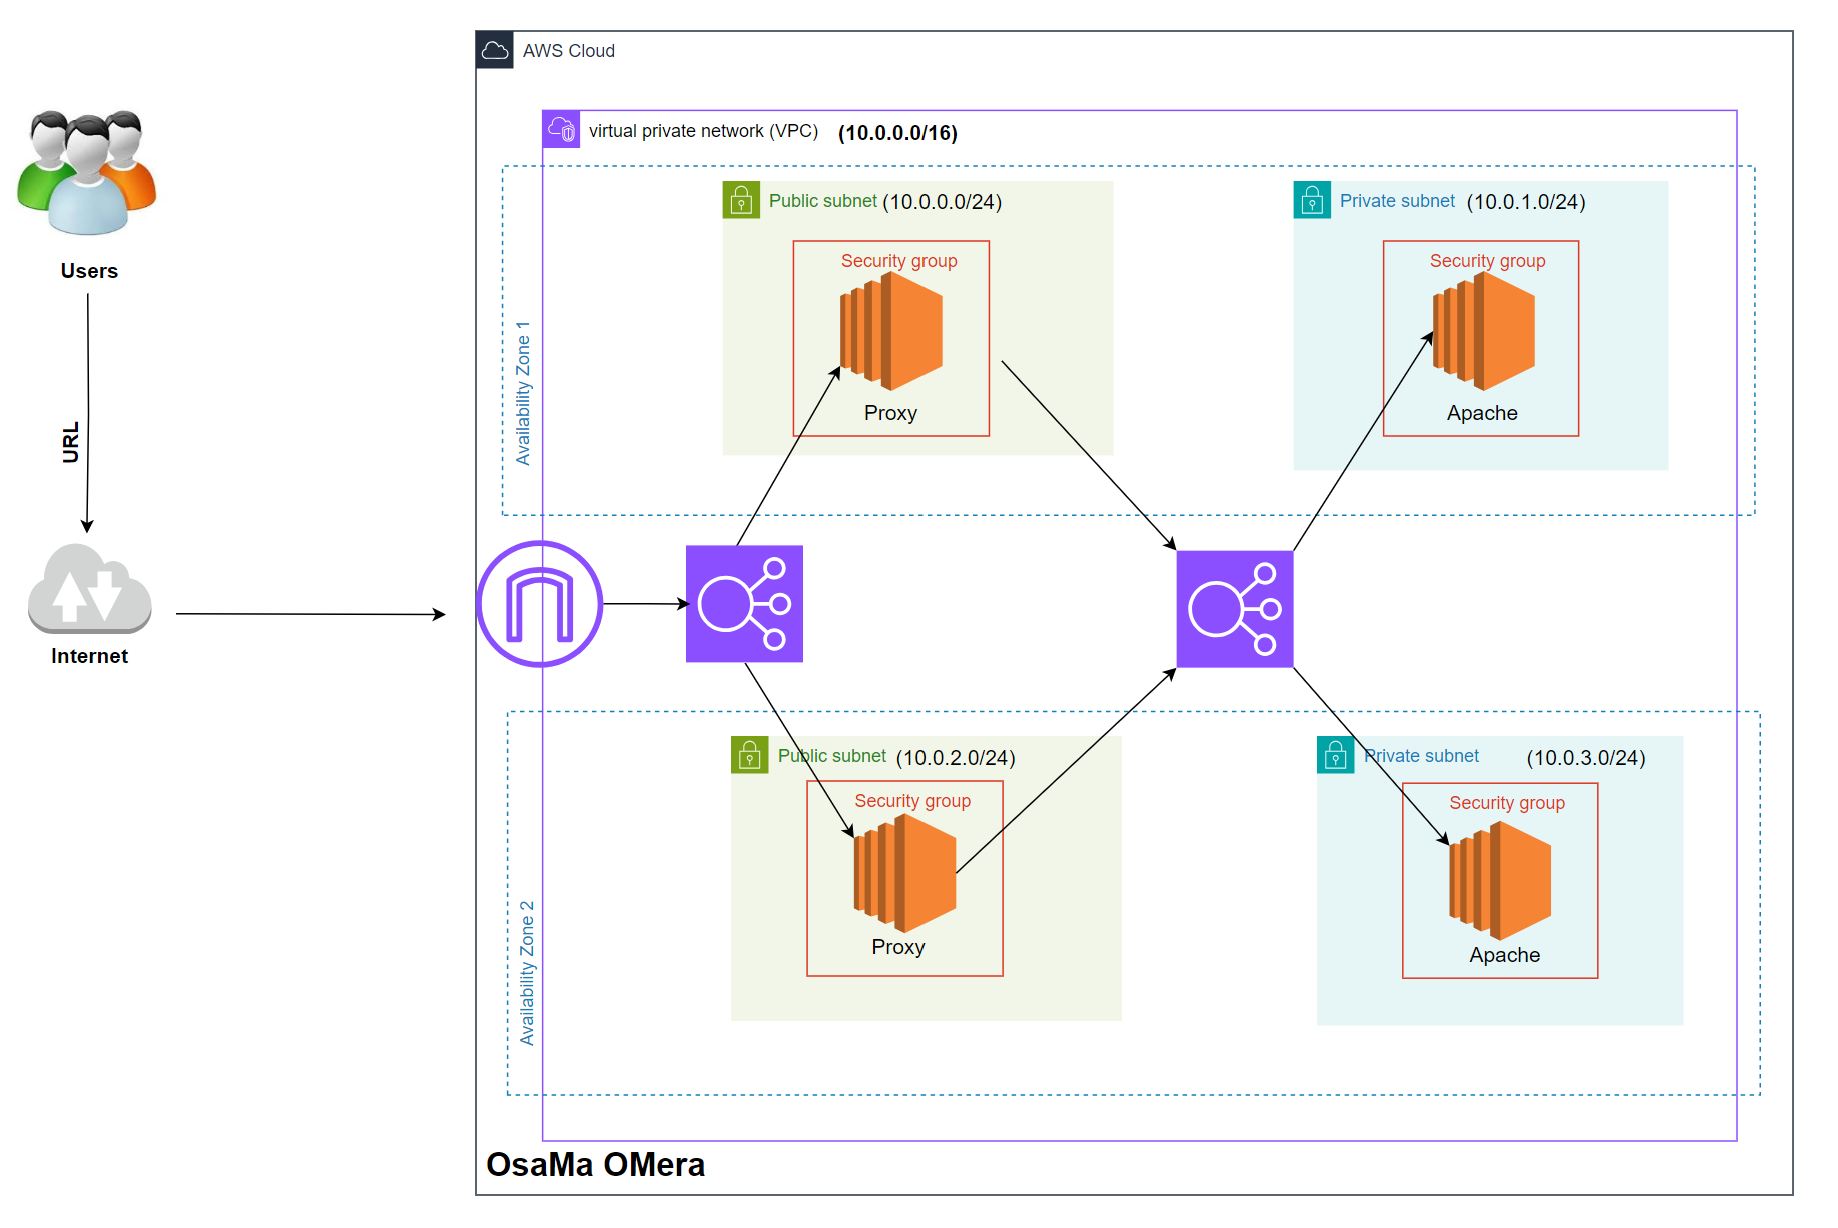 AWS Cloud
virtual private network (VPC) (10.0.0.0/16)
Public subnet (10.0.0.0/24)
Private subnet (10.0.1.0/24)
Security group
Security group
Users
Availability Zone 1
Proxy
Apache
URL
Internet
Public subnet (10.0.2.0/24)
Private subnet (10.0.3.0/24)
Security group
Security group
Availability Zone 2
Proxy
Apache
OsaMa OMera